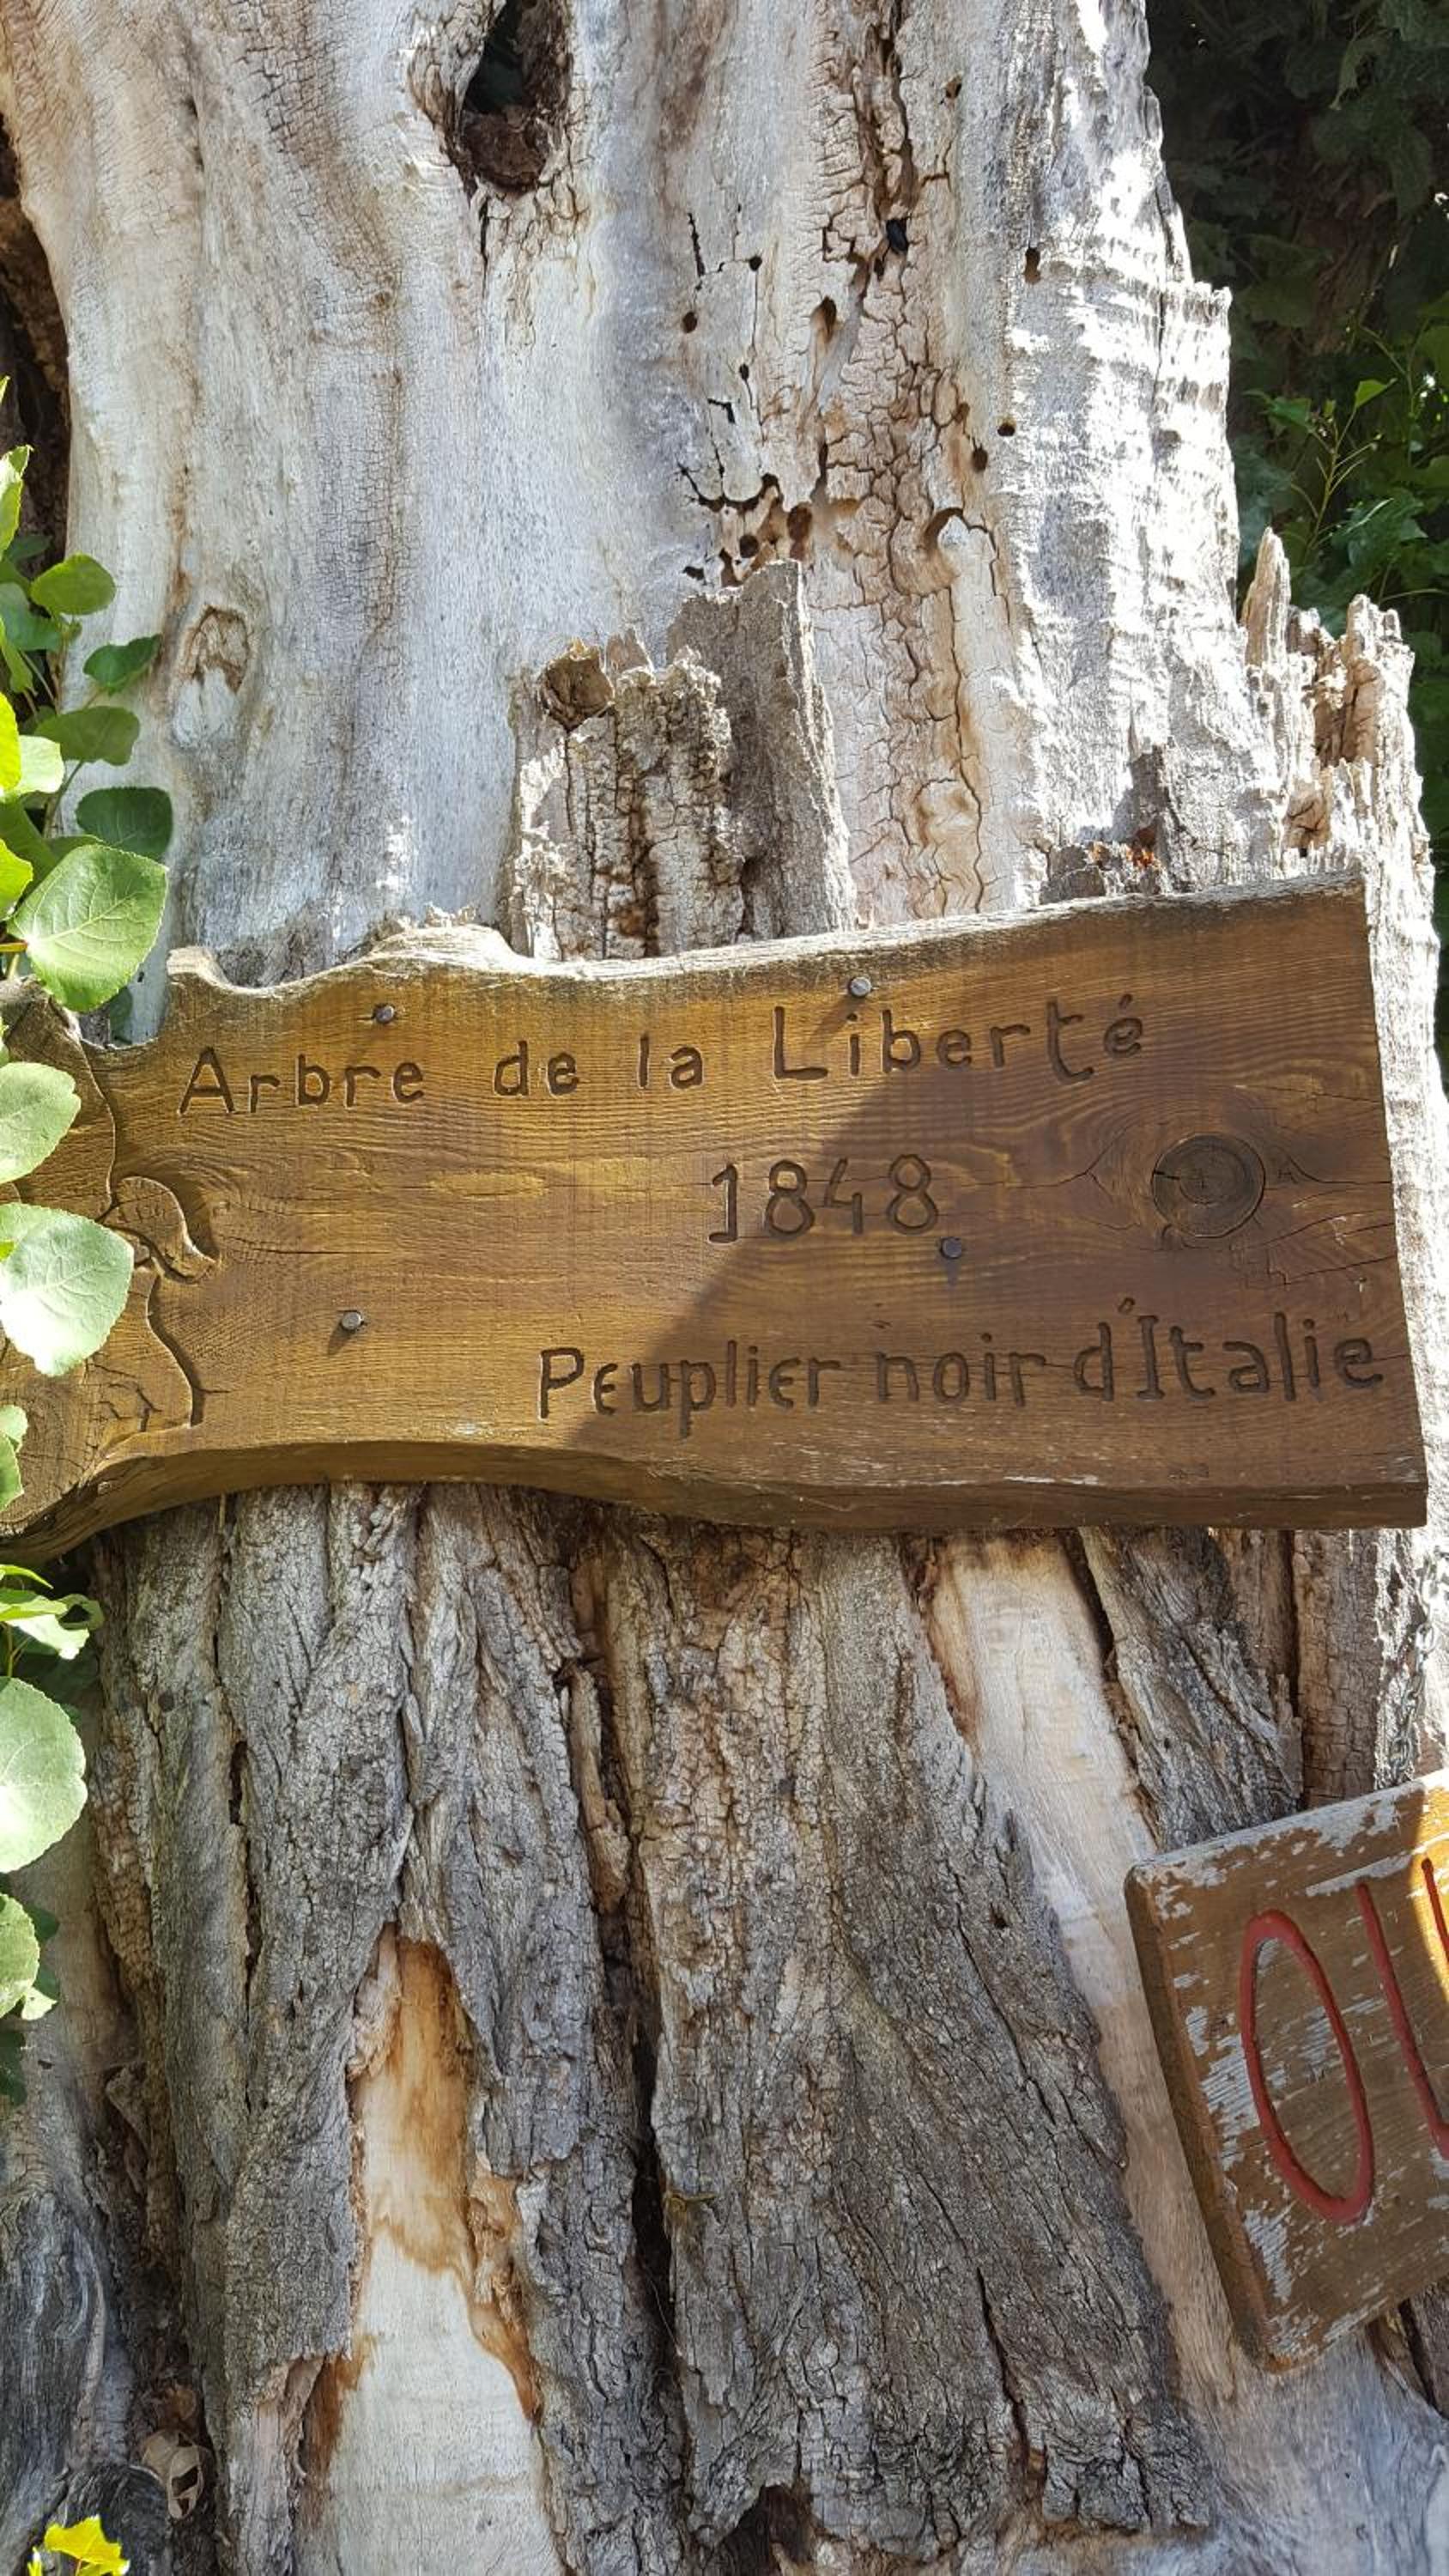 Arbre de la Liberté
1848
Peuplier noir d'Italie